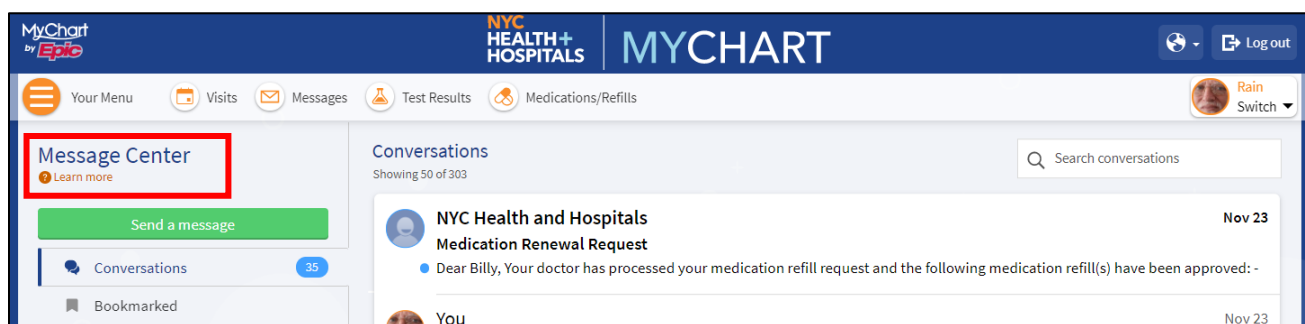 MyChart
by Epic
NYC
HEALTH+
HOSPITALS
MYCHART
Log out
Your Menu
Visits
Messages
Test Results
Medications/Refills
Rain
Switch
Message Center
? Learn more
Send a message
Conversations 35
Bookmarked
Conversations
Showing 50 of 303
Search conversations
NYC Health and Hospitals Nov 23
Medication Renewal Request
Dear Billy, Your doctor has processed your medication refill request and the following medication refill(s) have been approved: -
You Nov 23